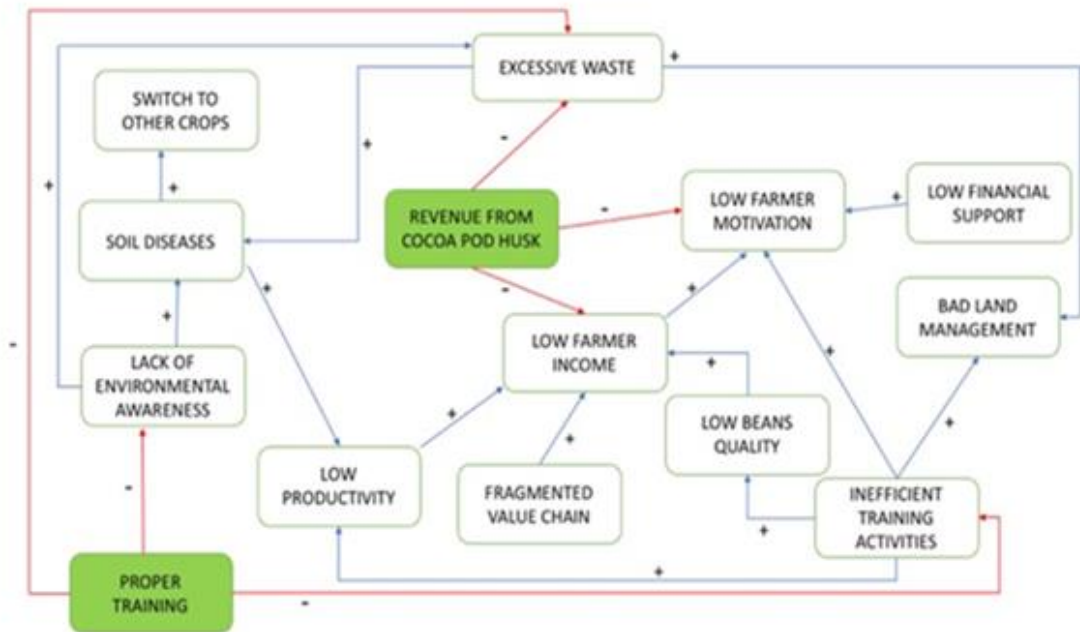 EXCESSIVE WASTE
+
SWITCH TO
OTHER CROPS
+
-
+
+
LOW FARMER
MOTIVATION
LOW FINANCIAL
SUPPORT
+
-
REVENUE FROM
COCOA POD HUSK
SOIL DISEASES
+
-
+
+
BAD LAND
MANAGEMENT
+
-
LOW FARMER
INCOME
+
+
LACK OF
ENVIRONMENTAL
AWARENESS
+
+
LOW BEANS
QUALITY
+
-
LOW
PRODUCTIVITY
FRAGMENTED
VALUE CHAIN
INEFFICIENT
TRAINING
ACTIVITIES
+
+
PROPER
TRAINING
-